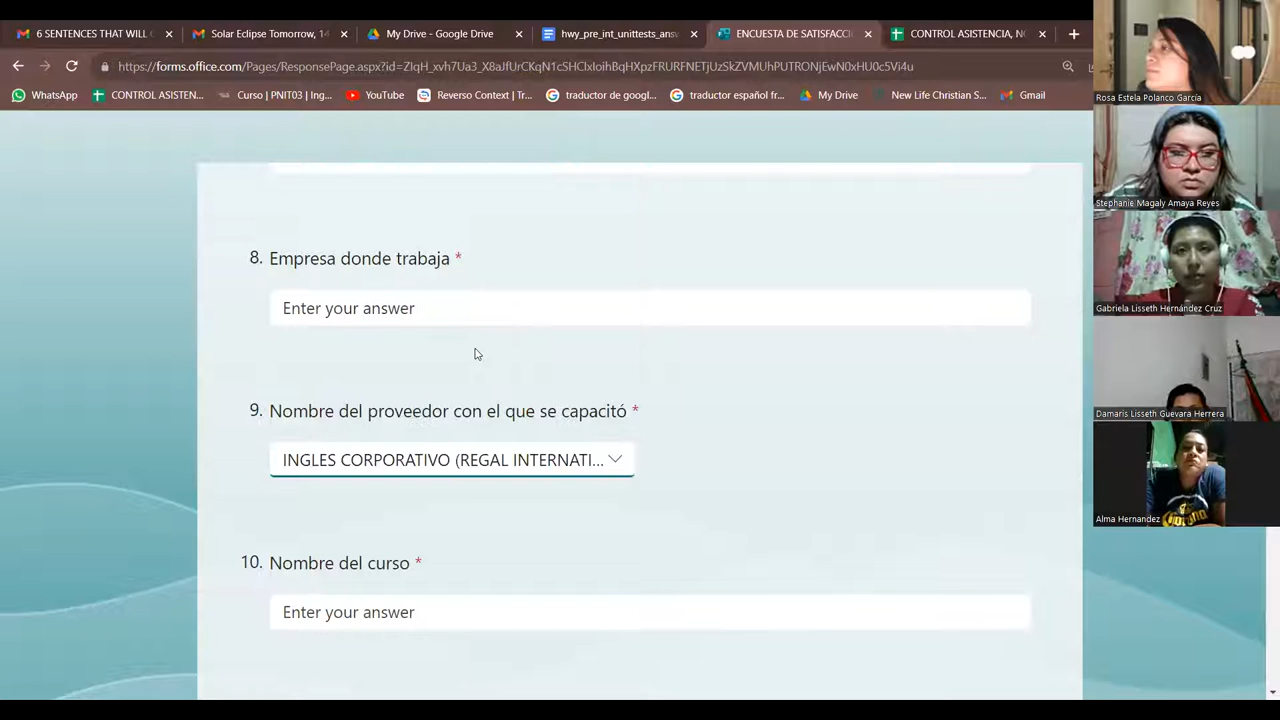 6 SENTENCES THAT WILL
Solar Eclipse Tomorrow, 14
My Drive - Google Drive
hwy_pre_int_unittests_ans
ENCUESTA DE SATISFACCI
CONTROL ASISTENCIA, NO
https://forms.office.com/Pages/ResponsePage.aspx?id=ZIqH_xvh7Ua3_X8aJfUrCKqN1cSHClxIoihBqHXpzFRURFNETjUzSkZVMUhPUTRONjEwN0xHU0c5Vi4u
WhatsApp
CONTROL ASISTEN...
Curso | PNIT03 | Ing...
YouTube
Reverso Context | Tr...
traductor de googl...
traductor español fr...
My Drive
New Life Christian S...
Gmail
8. Empresa donde trabaja *
Enter your answer
9. Nombre del proveedor con el que se capacitó *
INGLES CORPORATIVO (REGAL INTERNATI...
10. Nombre del curso *
Enter your answer
Rosa Estela Polanco García
Stephanie Magaly Amaya Reyes
Gabriela Lisseth Hernández Cruz
Damaris Lisseth Guevara Herrera
Alma Hernandez